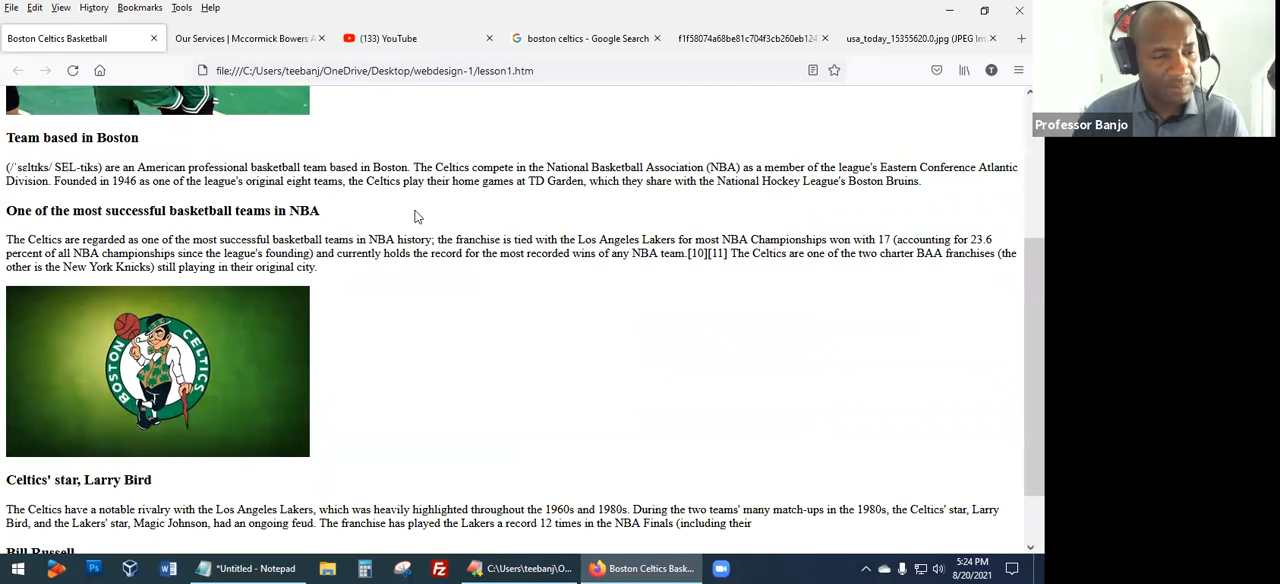 File Edit View History Bookmarks Tools Help
Boston Celtics Basketball
Our Services | Mccormick Bowers A
(133) YouTube
boston celtics - Google Search
f1f58074a68be81c704f3cb260eb124
usa_today_15355620.0.jpg (JPEG Im
file:///C:/Users/teebanj/OneDrive/Desktop/webdesign-1/lesson1.htm
T
Professor Banjo
Team based in Boston
(/ˈsɛltɪks/ SEL-tiks) are an American professional basketball team based in Boston. The Celtics compete in the National Basketball Association (NBA) as a member of the league's Eastern Conference Atlantic
Division. Founded in 1946 as one of the league's original eight teams, the Celtics play their home games at TD Garden, which they share with the National Hockey League's Boston Bruins.
One of the most successful basketball teams in NBA
The Celtics are regarded as one of the most successful basketball teams in NBA history; the franchise is tied with the Los Angeles Lakers for most NBA Championships won with 17 (accounting for 23.6
percent of all NBA championships since the league's founding) and currently holds the record for the most recorded wins of any NBA team.[10][11] The Celtics are one of the two charter BAA franchises (the
other is the New York Knicks) still playing in their original city.
BOSTON CELTICS
Celtics' star, Larry Bird
The Celtics have a notable rivalry with the Los Angeles Lakers, which was heavily highlighted throughout the 1960s and 1980s. During the two teams' many match-ups in the 1980s, the Celtics' star, Larry
Bird, and the Lakers' star, Magic Johnson, had an ongoing feud. The franchise has played the Lakers a record 12 times in the NBA Finals (including their
Bill Russell
*Untitled - Notepad
C:\Users\teebanj\O...
Boston Celtics Bask...
5:24 PM
8/20/2021